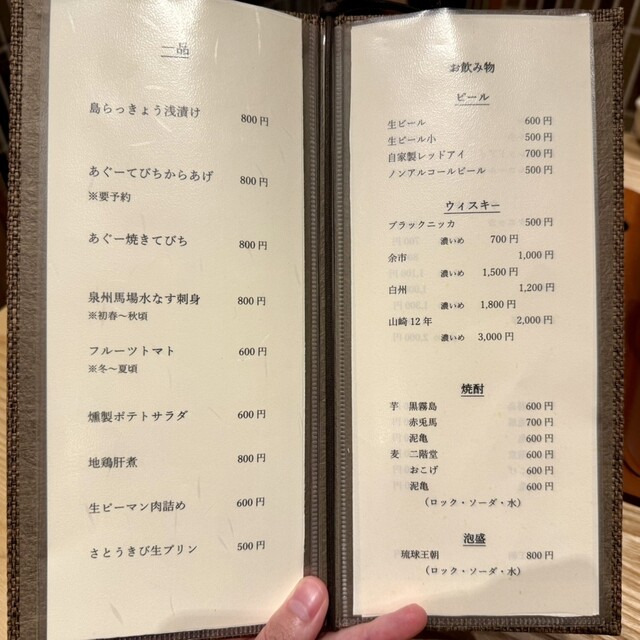 一品
島らっきょう浅漬け 800円
あぐーてびちからあげ 800円
※要予約
あぐー焼きてびち 800円
泉州馬場水なす刺身 800円
※初春～秋頃
フルーツトマト 600円
※冬～夏頃
燻製ポテトサラダ 600円
地鶏肝煮 800円
生ピーマン肉詰め 600円
さとうきび生プリン 500円
お飲み物
ビール
生ビール 600円
生ビール小 500円
自家製レッドアイ 700円
ノンアルコールビール 500円
ウィスキー
ブラックニッカ 500円
濃いめ 700円
余市 1,000円
濃いめ 1,500円
白州 1,200円
濃いめ 1,800円
山崎12年 2,000円
濃いめ 3,000円
焼酎
芋 黒霧島 600円
赤兎馬 700円
泥亀 600円
麦 二階堂 600円
おこげ 600円
泥亀 600円
（ロック・ソーダ・水）
泡盛
琉球王朝 800円
（ロック・ソーダ・水）